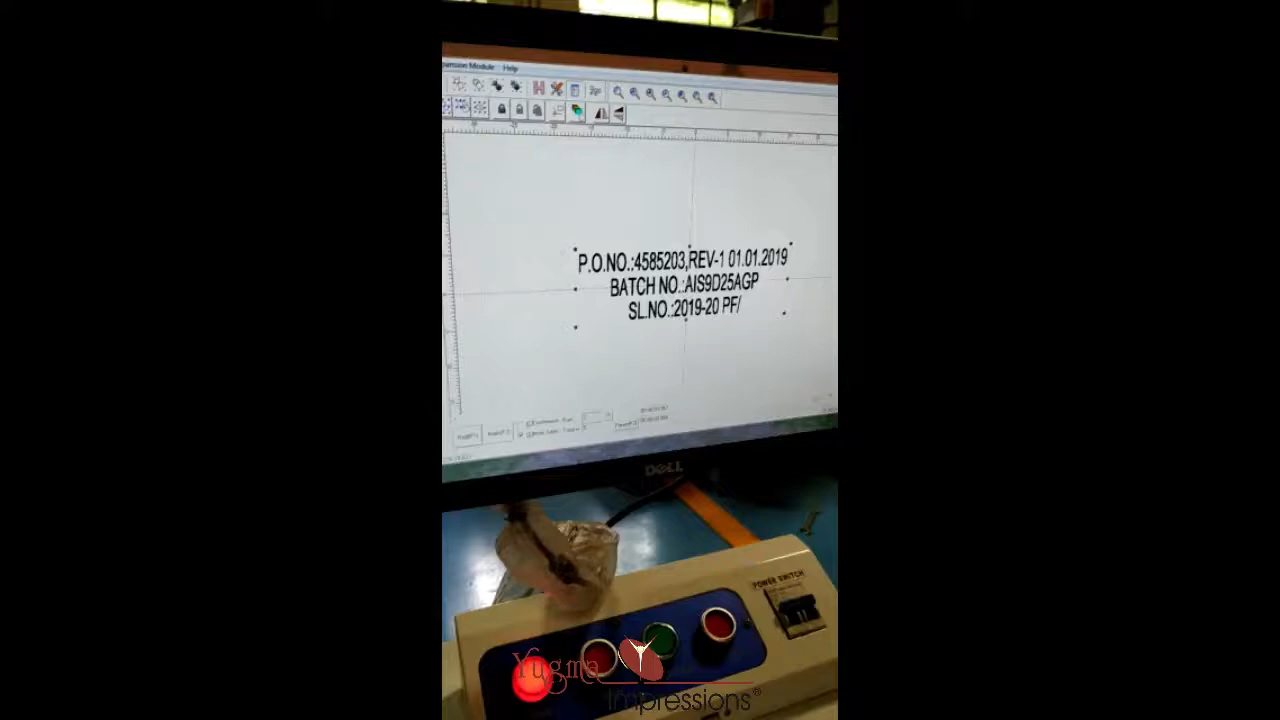 Module Help
P.O.NO.:4585203,REV-1 01.01.2019
BATCH NO.:AIS9D25AGP
SL.NO.:2019-20 PF/
DELL
POWER SWITCH
Yugma
Impressions®